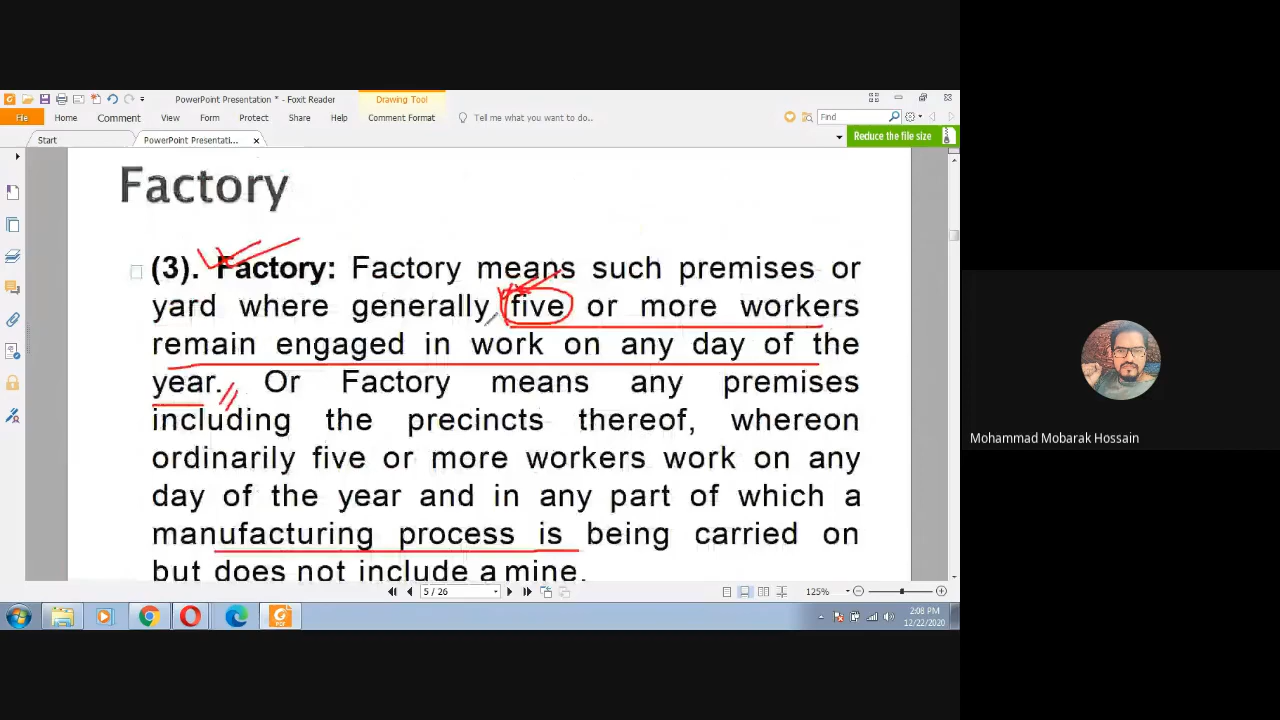 PowerPoint Presentation * - Foxit Reader
Drawing Tool
File
Home
Comment
View
Form
Protect
Share
Help
Comment Format
Tell me what you want to do..
Find
Start
PowerPoint Presentati...
Reduce the file size
Factory
(3). Factory: Factory means such premises or
yard where generally five or more workers
remain engaged in work on any day of the
year. Or Factory means any premises
including the precincts thereof, whereon
ordinarily five or more workers work on any
day of the year and in any part of which a
manufacturing process is being carried on
but does not include a mine.
5 / 26
125%
2:08 PM
12/22/2020
Mohammad Mobarak Hossain